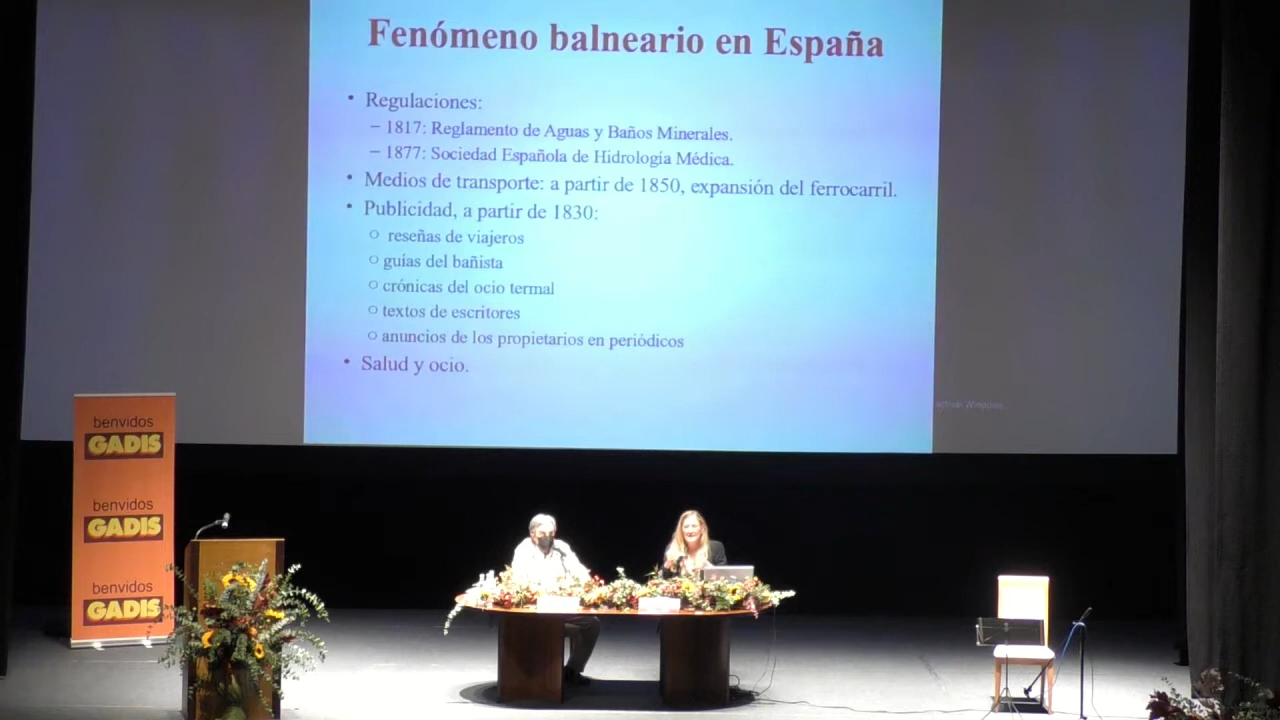 Fenómeno balneario en España
• Regulaciones:
– 1817: Reglamento de Aguas y Baños Minerales.
– 1877: Sociedad Española de Hidrología Médica.
• Medios de transporte: a partir de 1850, expansión del ferrocarril.
• Publicidad, a partir de 1830:
○ reseñas de viajeros
○ guías del bañista
○ crónicas del ocio termal
○ textos de escritores
○ anuncios de los propietarios en periódicos
• Salud y ocio.
benvidos
GADIS
benvidos
GADIS
benvidos
GADIS